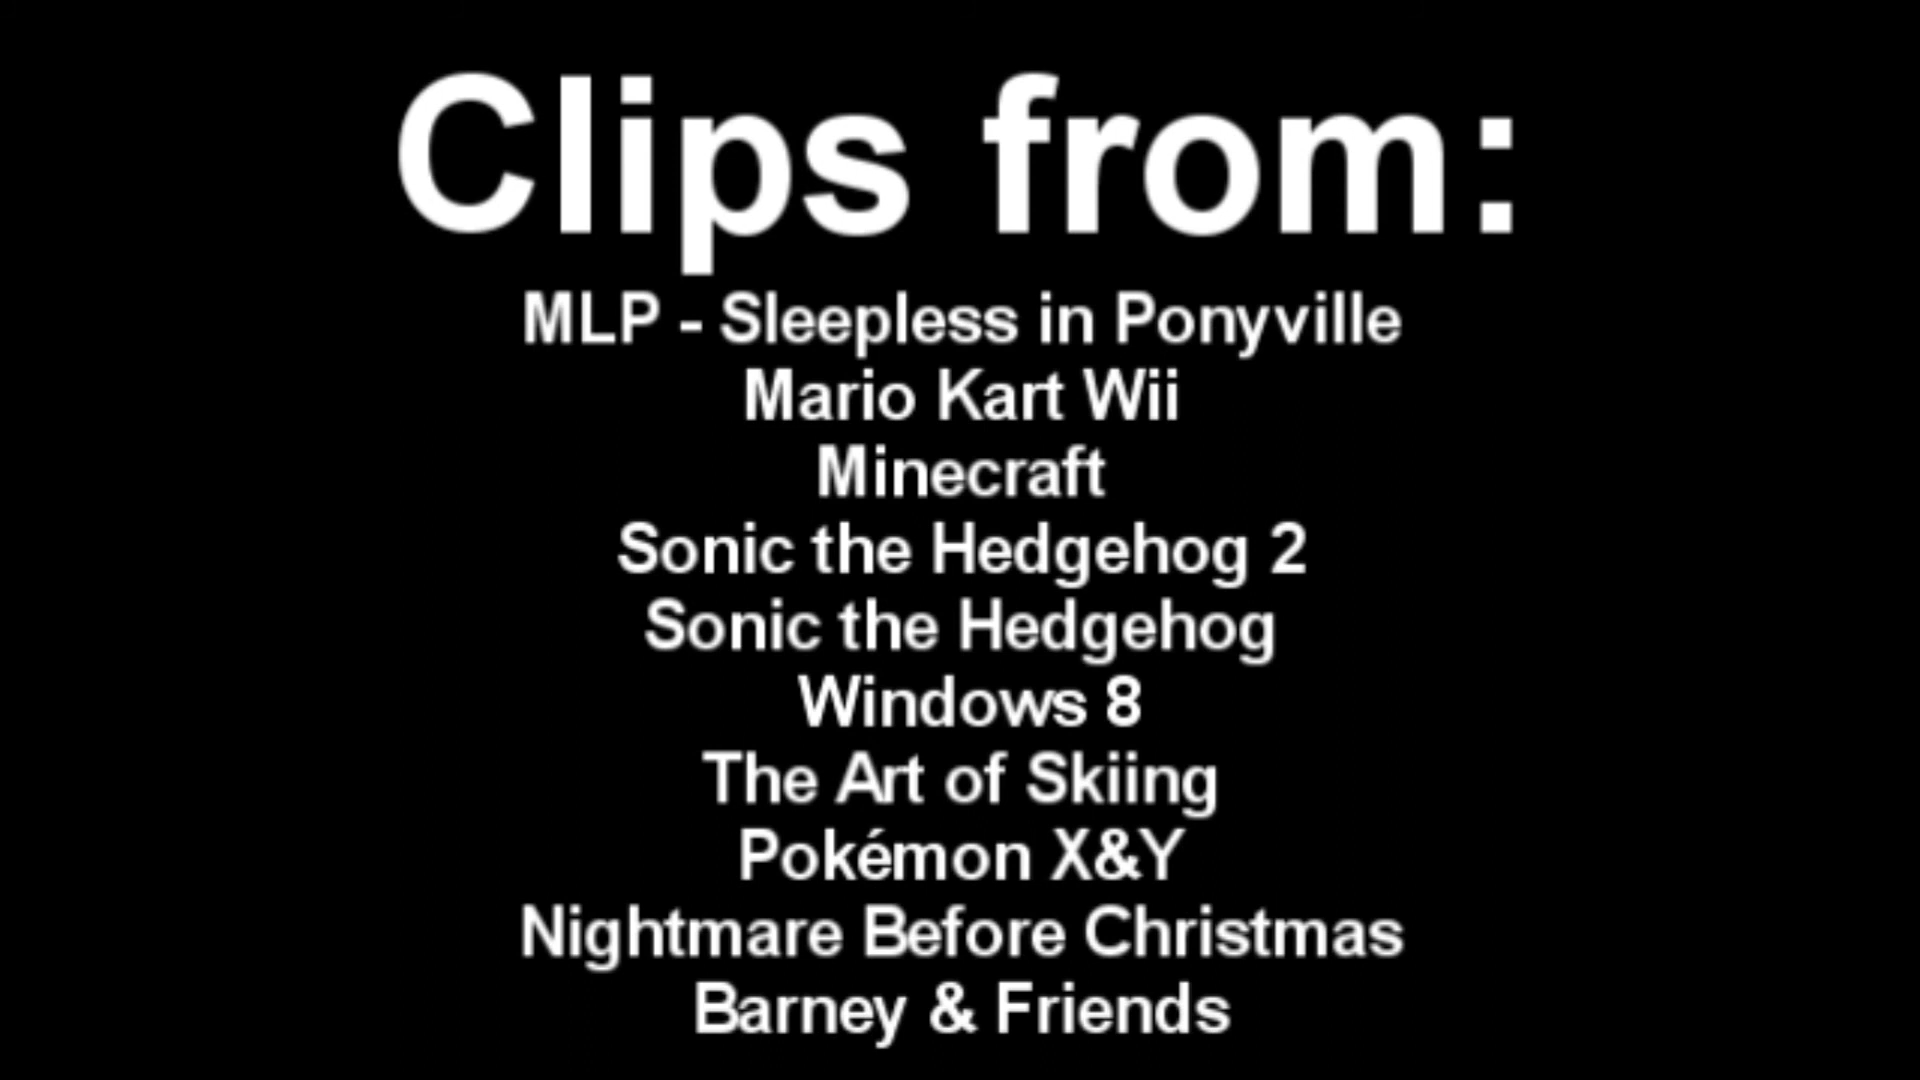 Clips from:
MLP - Sleepless in Ponyville
Mario Kart Wii
Minecraft
Sonic the Hedgehog 2
Sonic the Hedgehog
Windows 8
The Art of Skiing
Pokémon X&Y
Nightmare Before Christmas
Barney & Friends